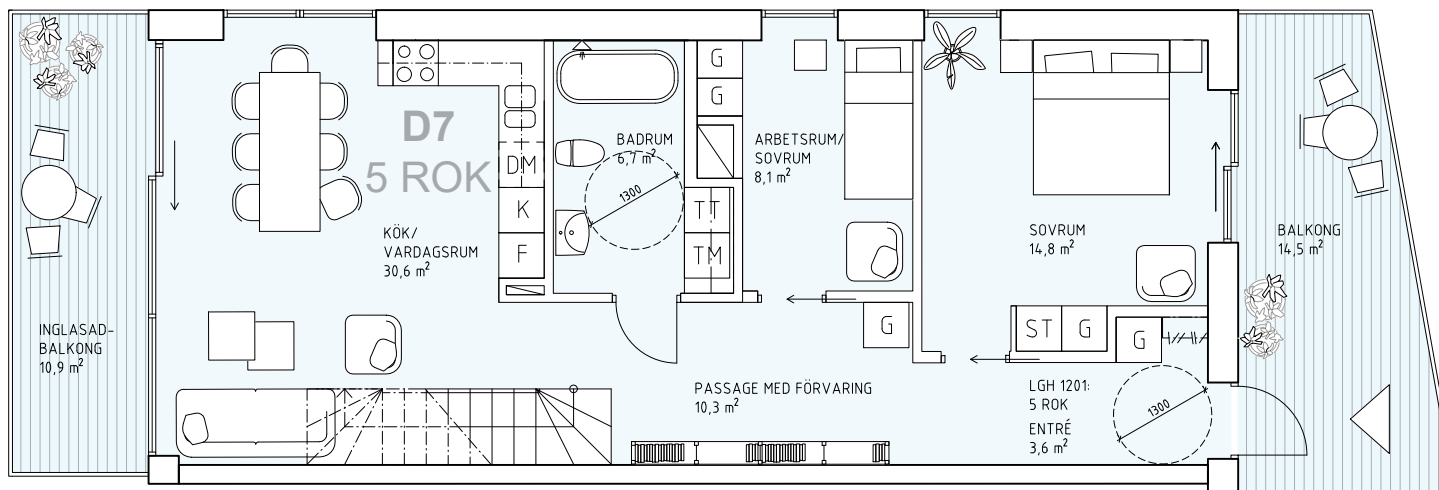 D7
5 ROK
KÖK/
VARDAGSRUM
30,6 m²
INGLASAD-
BALKONG
10,9 m²
DM
K
F
BADRUM
6,7 m²
1300
TT
TM
G
G
ARBETSRUM/
SOVRUM
8,1 m²
G
SOVRUM
14,8 m²
ST
G
G
BALKONG
14,5 m²
PASSAGE MED FÖRVARING
10,3 m²
LGH 1201:
5 ROK
ENTRÉ
3,6 m²
1300